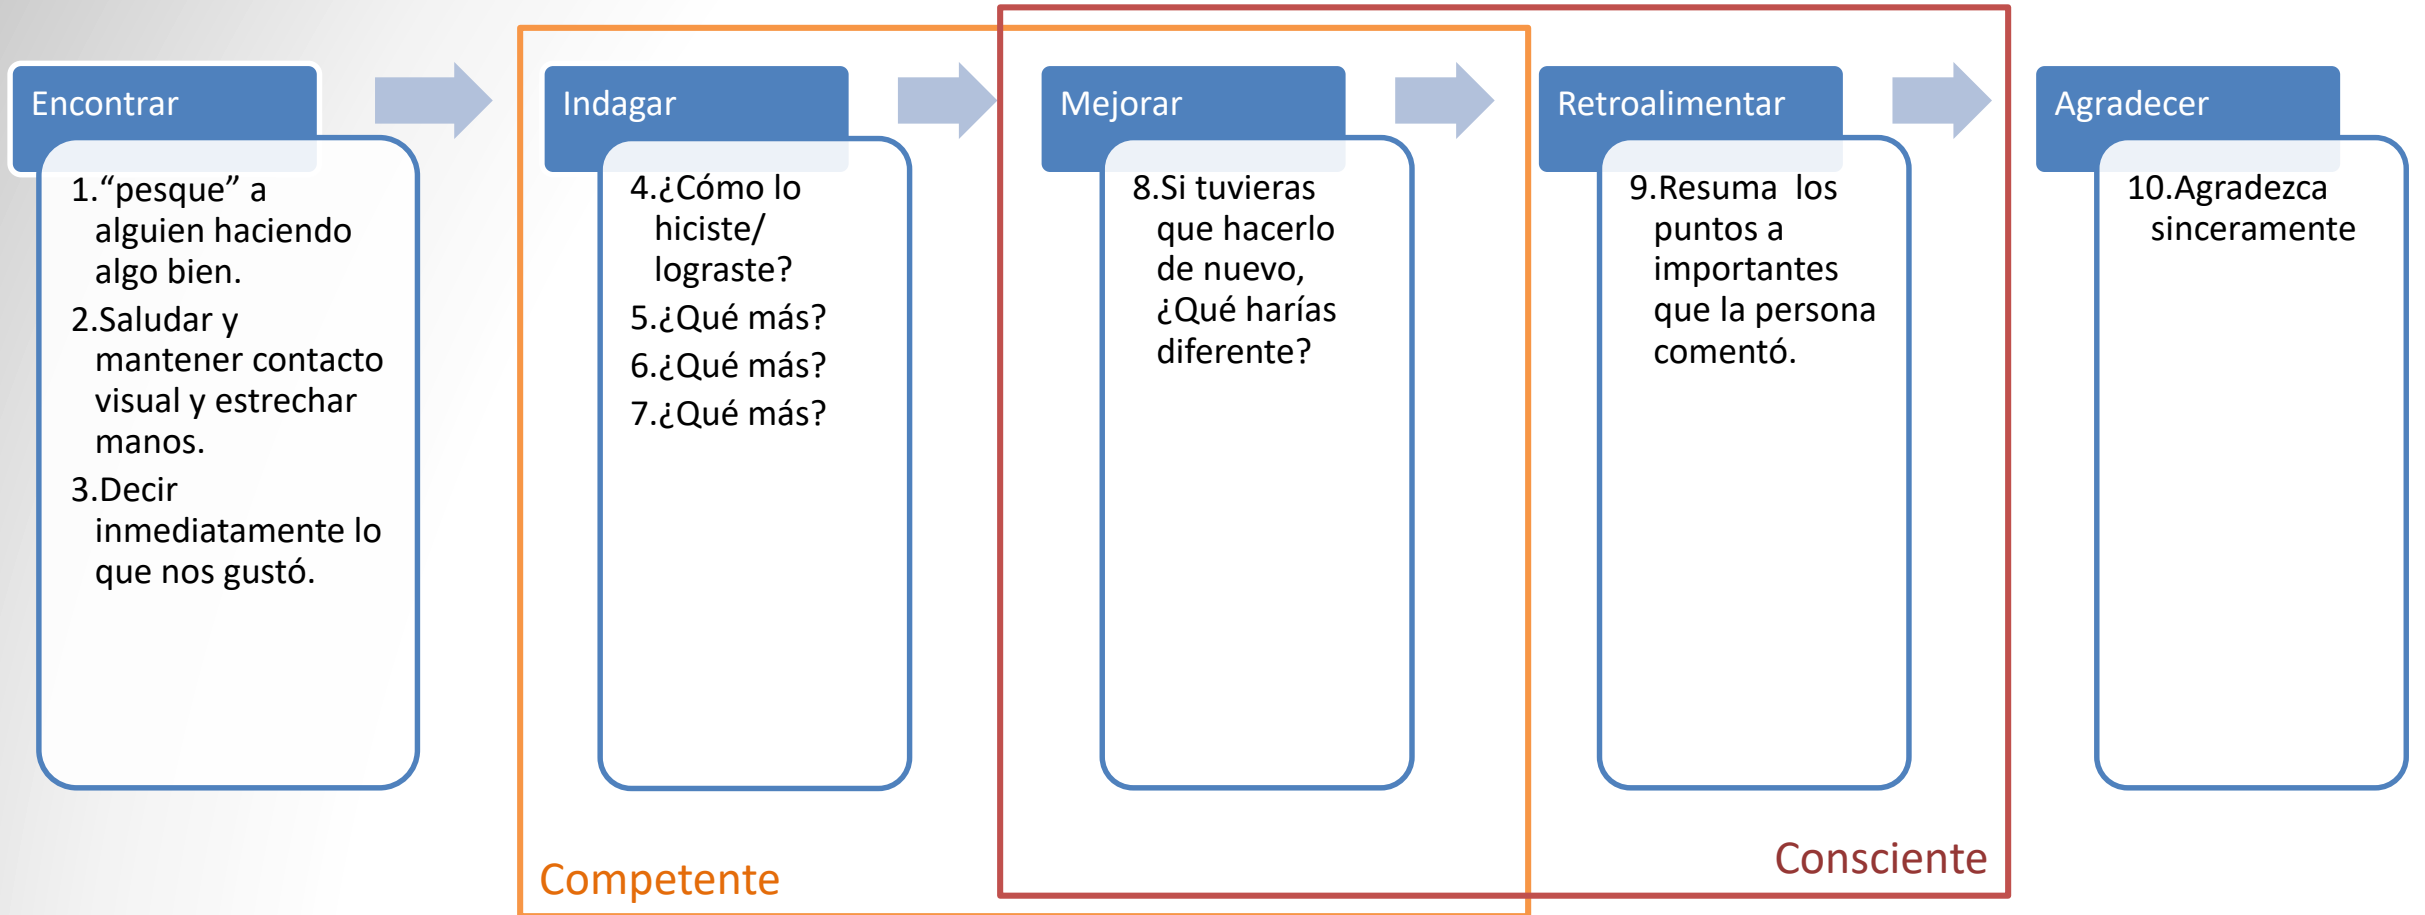 Encontrar
1.“pesque” a
alguien haciendo
algo bien.
2.Saludar y
mantener contacto
visual y estrechar
manos.
3.Decir
inmediatamente lo
que nos gustó.
Indagar
4.¿Cómo lo
hiciste/
lograste?
5.¿Qué más?
6.¿Qué más?
7.¿Qué más?
Mejorar
8.Si tuvieras
que hacerlo
de nuevo,
¿Qué harías
diferente?
Retroalimentar
9.Resuma  los
puntos a
importantes
que la persona
comentó.
Agradecer
10.Agradezca
sinceramente
Competente
Consciente